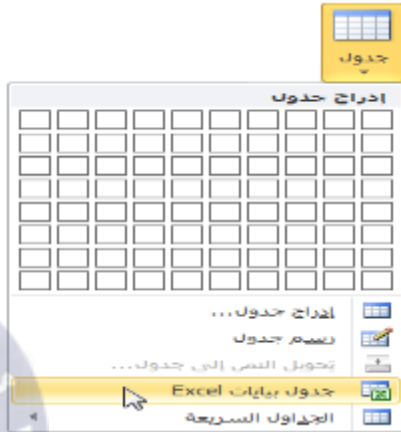 جدول
إدراج جدول
إدراج جدول...
رسم جدول
تحويل النص إلى جدول...
جدول بيانات Excel
الجداول السريعة